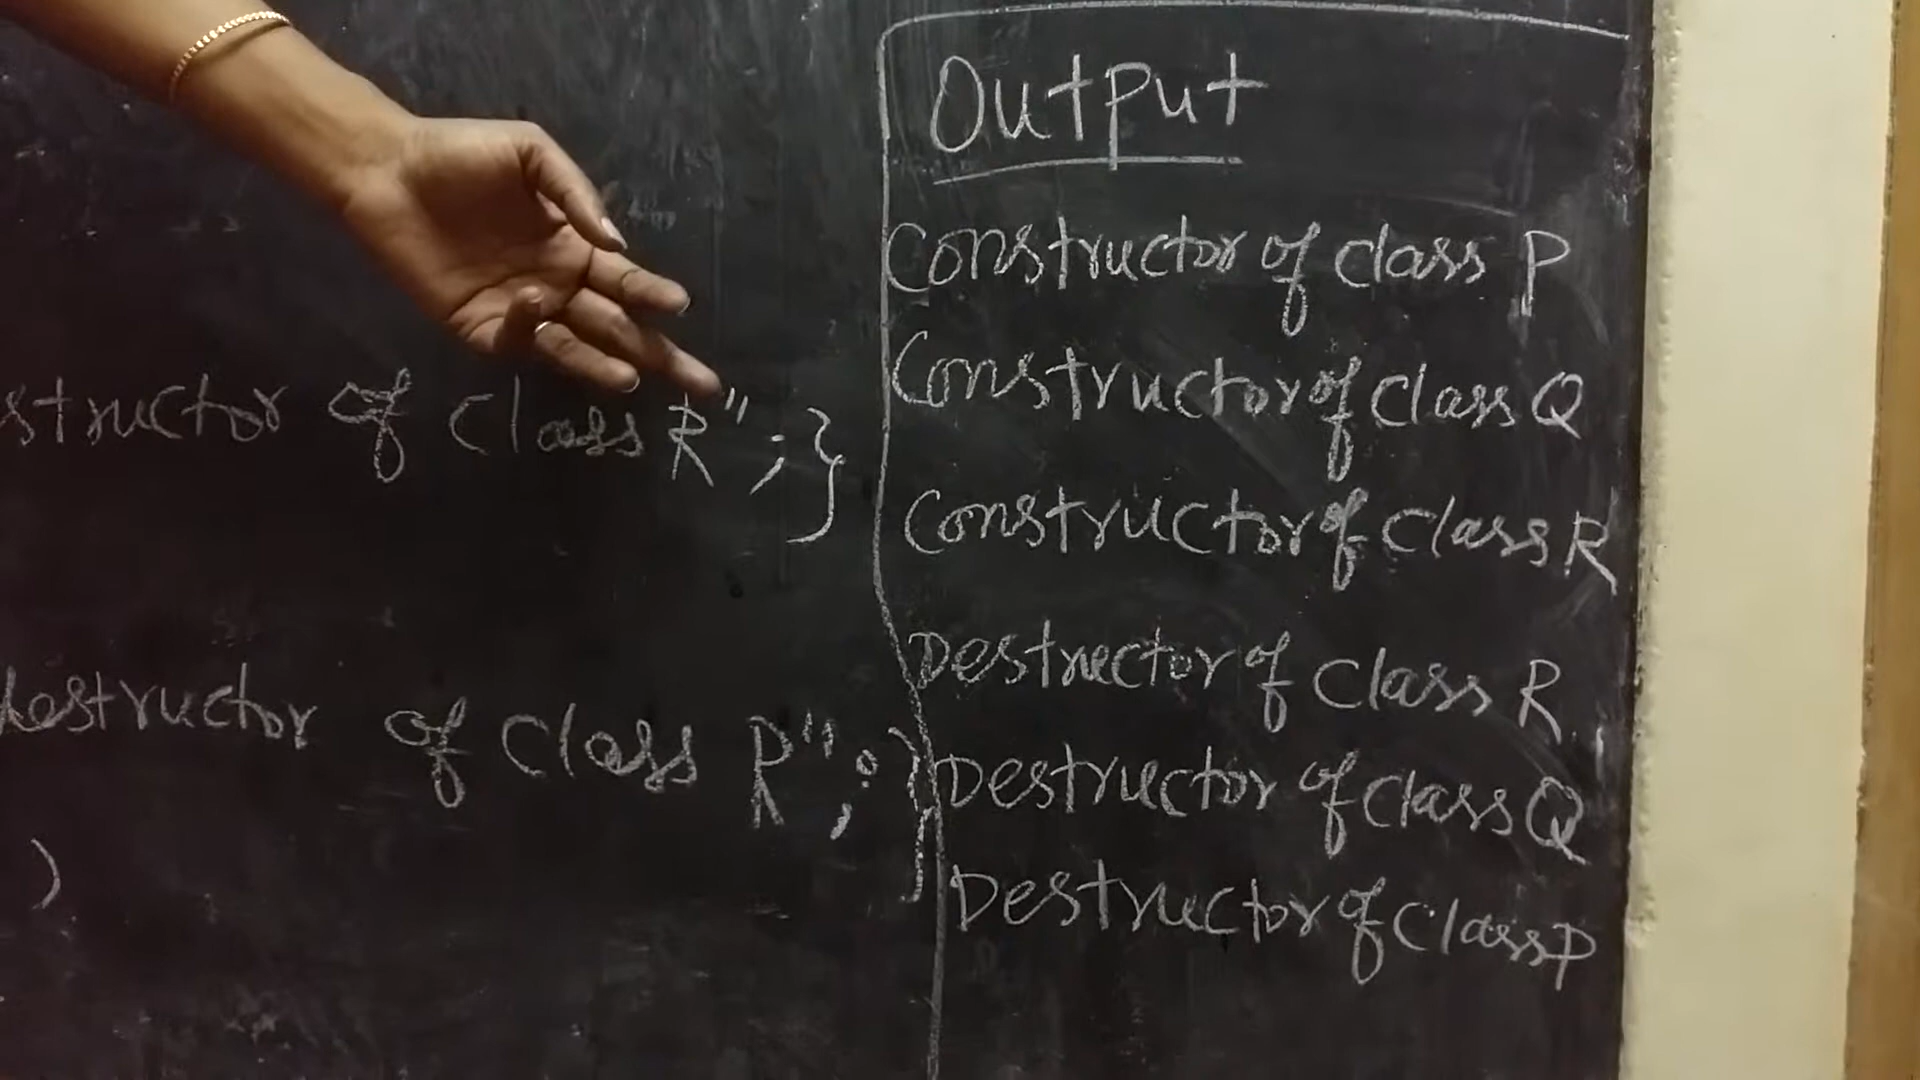 structor of Class R";}
destructor of Class R";}
)
Output
Constructor of class P
Constructor of Class Q
Constructor of Class R
Destructor of Class R
Destructor of Class Q
Destructor of Class P